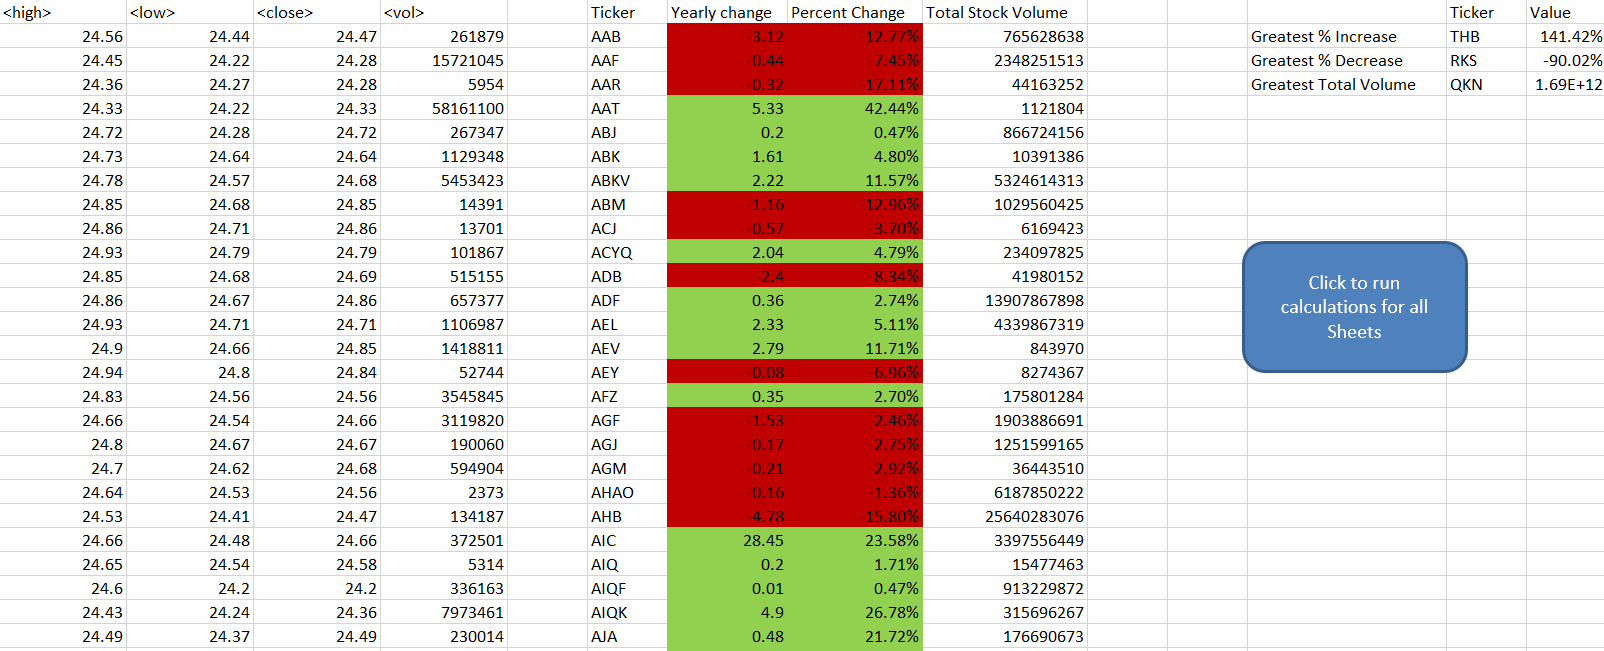 <high> <low> <close> <vol> Ticker Yearly change Percent Change Total Stock Volume Ticker Value
24.56 24.44 24.47 261879 AAB -3.12 -12.77% 765628638 Greatest % Increase THB 141.42%
24.45 24.22 24.28 15721045 AAF -0.44 -7.45% 2348251513 Greatest % Decrease RKS -90.02%
24.36 24.27 24.28 5954 AAR -0.32 -17.11% 44163252 Greatest Total Volume QKN 1.69E+12
24.33 24.22 24.33 58161100 AAT 5.33 42.44% 1121804
24.72 24.28 24.72 267347 ABJ 0.2 0.47% 866724156
24.73 24.64 24.64 1129348 ABK 1.61 4.80% 10391386
24.78 24.57 24.68 5453423 ABKV 2.22 11.57% 5324614313
24.85 24.68 24.85 14391 ABM -1.16 -12.96% 1029560425
24.86 24.71 24.86 13701 ACJ -0.57 -3.70% 6169423
24.93 24.79 24.79 101867 ACYQ 2.04 4.79% 234097825
24.85 24.68 24.69 515155 ADB -2.4 -8.34% 41980152
24.86 24.67 24.86 657377 ADF 0.36 2.74% 13907867898
24.93 24.71 24.71 1106987 AEL 2.33 5.11% 4339867319
24.9 24.66 24.85 1418811 AEV 2.79 11.71% 843970
24.94 24.8 24.84 52744 AEY -0.08 -6.96% 8274367
24.83 24.56 24.56 3545845 AFZ 0.35 2.70% 175801284
24.66 24.54 24.66 3119820 AGF -1.53 -2.46% 1903886691
24.8 24.67 24.67 190060 AGJ -0.17 -2.75% 1251599165
24.7 24.62 24.68 594904 AGM -0.21 -2.92% 36443510
24.64 24.53 24.56 2373 AHAO -0.16 -1.36% 6187850222
24.53 24.41 24.47 134187 AHB -4.78 -15.80% 25640283076
24.66 24.48 24.66 372501 AIC 28.45 23.58% 3397556449
24.65 24.54 24.58 5314 AIQ 0.2 1.71% 15477463
24.6 24.2 24.2 336163 AIQF 0.01 0.47% 913229872
24.43 24.24 24.36 7973461 AIQK 4.9 26.78% 315696267
24.49 24.37 24.49 230014 AJA 0.48 21.72% 176690673
Click to run
calculations for all
Sheets